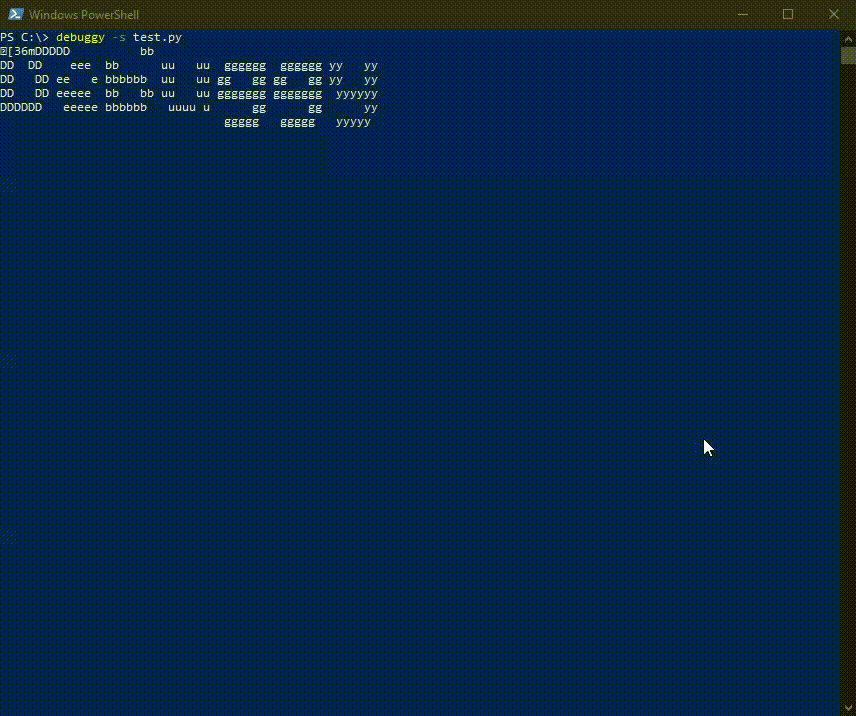 Windows PowerShell
PS C:\> debuggy -s test.py
[36mDDDDD          bb
DD  DD    eee  bb      uu   uu  gggggg  gggggg yy   yy
DD   DD ee   e bbbbbb  uu   uu gg   gg gg   gg yy   yy
DD   DD eeeee  bb   bb uu   uu ggggggg ggggggg  yyyyyy
DDDDDD   eeeee bbbbbb   uuuu u      gg      gg      yy
                                ggggg   ggggg   yyyyy